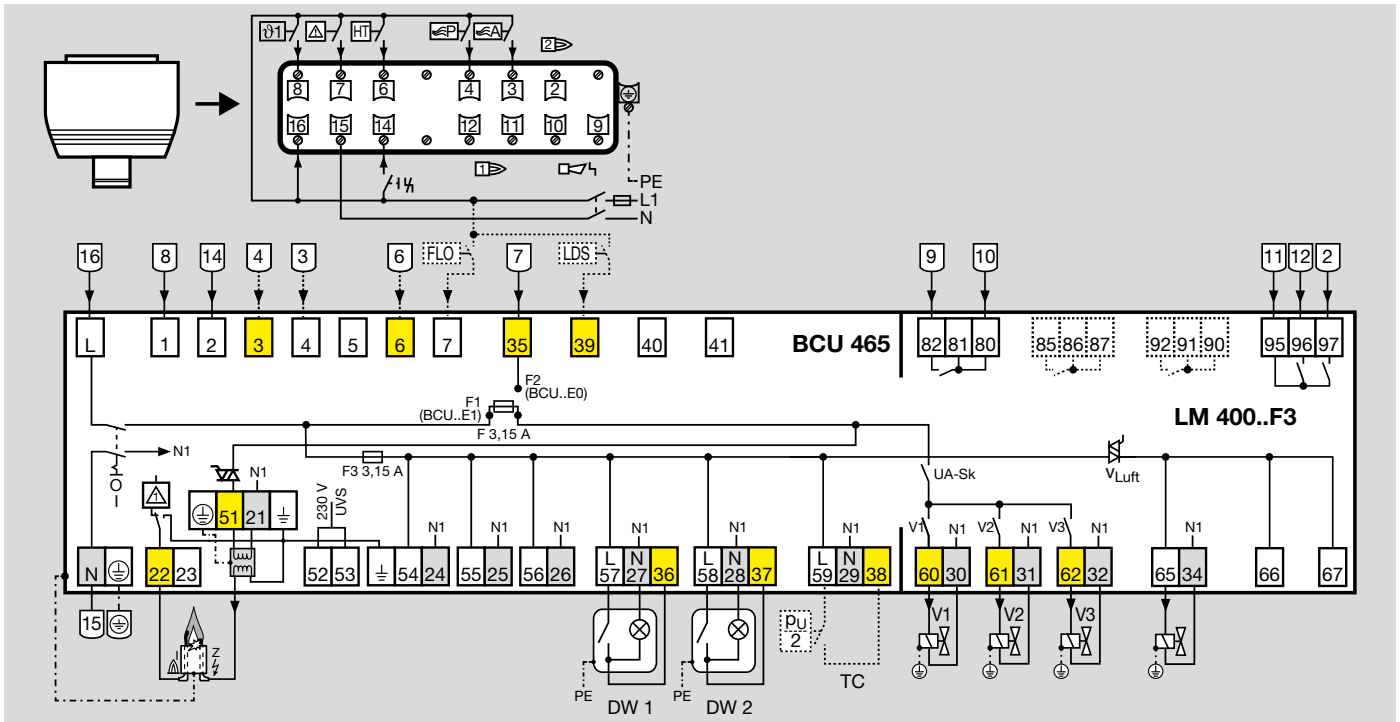 ϑ1 HT P A 2
8 7 6 4 3 2
16 15 14 12 11 10 9
1
PE
L1
N
16 8 14 4 3 6 FLO 7 LDS 9 10 11 12 2
L 1 2 3 4 5 6 7 35 39 40 41 BCU 465 82 81 80 85 86 87 92 91 90 95 96 97
F2
(BCU..E0)
F1
(BCU..E1)
F 3,15 A
LM 400..F3
N1
F3 3,15 A
UA-Sk
VLuft
O
N1
51 21
230 V
UVS
N1 N1 N1 N1 N1 N1 V1 N1 V2 N1 V3 N1 N1
N 22 23 52 53 54 24 55 25 56 26 L 57 N 27 36 L 58 N 28 37 L 59 N 29 38 60 30 61 31 62 32 65 34 66 67
15
I Z
pu
2
V1 V2 V3
PE PE
TC
DW 1 DW 2